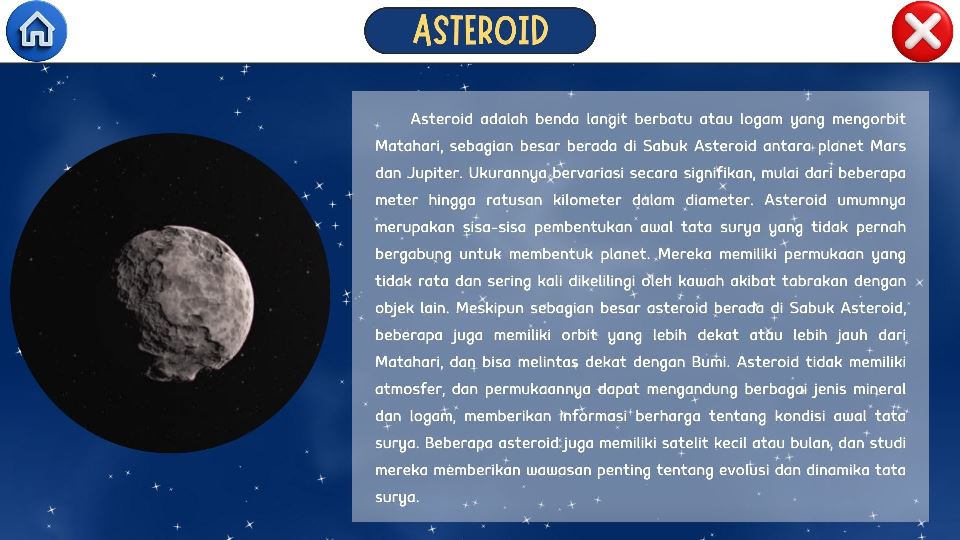 ASTEROID
Asteroid adalah benda langit berbatu atau logam yang mengorbit
Matahari, sebagian besar berada di Sabuk Asteroid antara planet Mars
dan Jupiter. Ukurannya bervariasi secara signifikan, mulai dari beberapa
meter hingga ratusan kilometer dalam diameter. Asteroid umumnya
merupakan sisa-sisa pembentukan awal tata surya yang tidak pernah
bergabung untuk membentuk planet. Mereka memiliki permukaan yang
tidak rata dan sering kali dikelilingi oleh kawah akibat tabrakan dengan
objek lain. Meskipun sebagian besar asteroid berada di Sabuk Asteroid,
beberapa juga memiliki orbit yang lebih dekat atau lebih jauh dari
Matahari, dan bisa melintas dekat dengan Bumi. Asteroid tidak memiliki
atmosfer, dan permukaannya dapat mengandung berbagai jenis mineral
dan logam, memberikan informasi berharga tentang kondisi awal tata
surya. Beberapa asteroid juga memiliki satelit kecil atau bulan, dan studi
mereka memberikan wawasan penting tentang evolusi dan dinamika tata
surya.